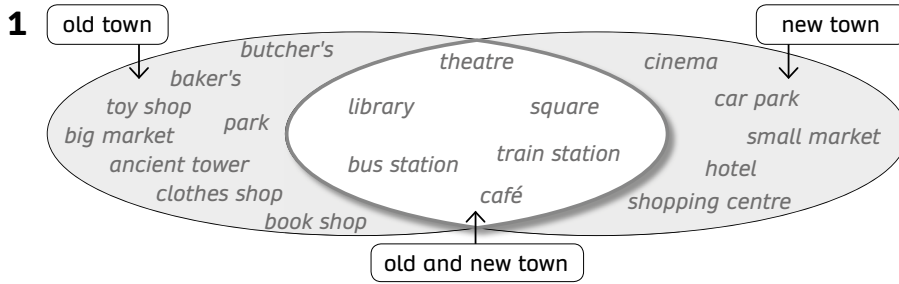 1
old town
new town
butcher's
theatre
cinema
baker's
toy shop
library
square
car park
big market
park
small market
ancient tower
bus station
train station
hotel
clothes shop
café
shopping centre
book shop
old and new town